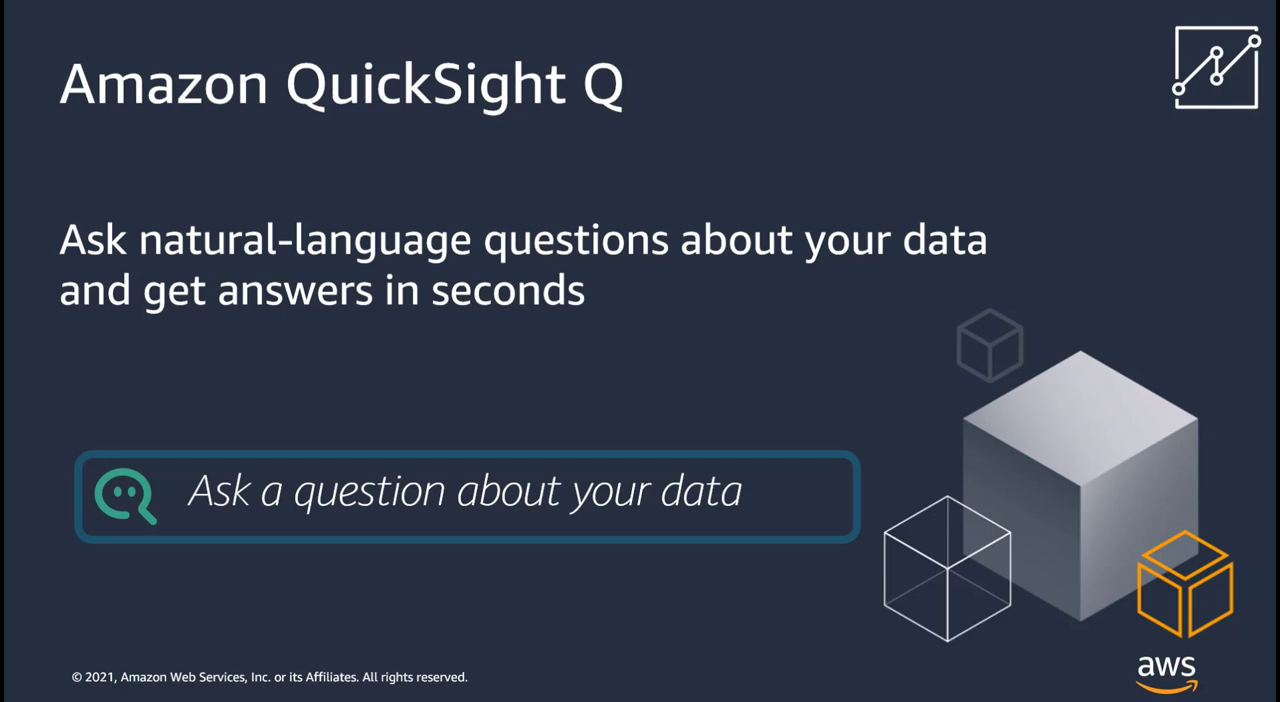 Amazon QuickSight Q
Ask natural-language questions about your data
and get answers in seconds
Ask a question about your data
© 2021, Amazon Web Services, Inc. or its Affiliates. All rights reserved.
aws